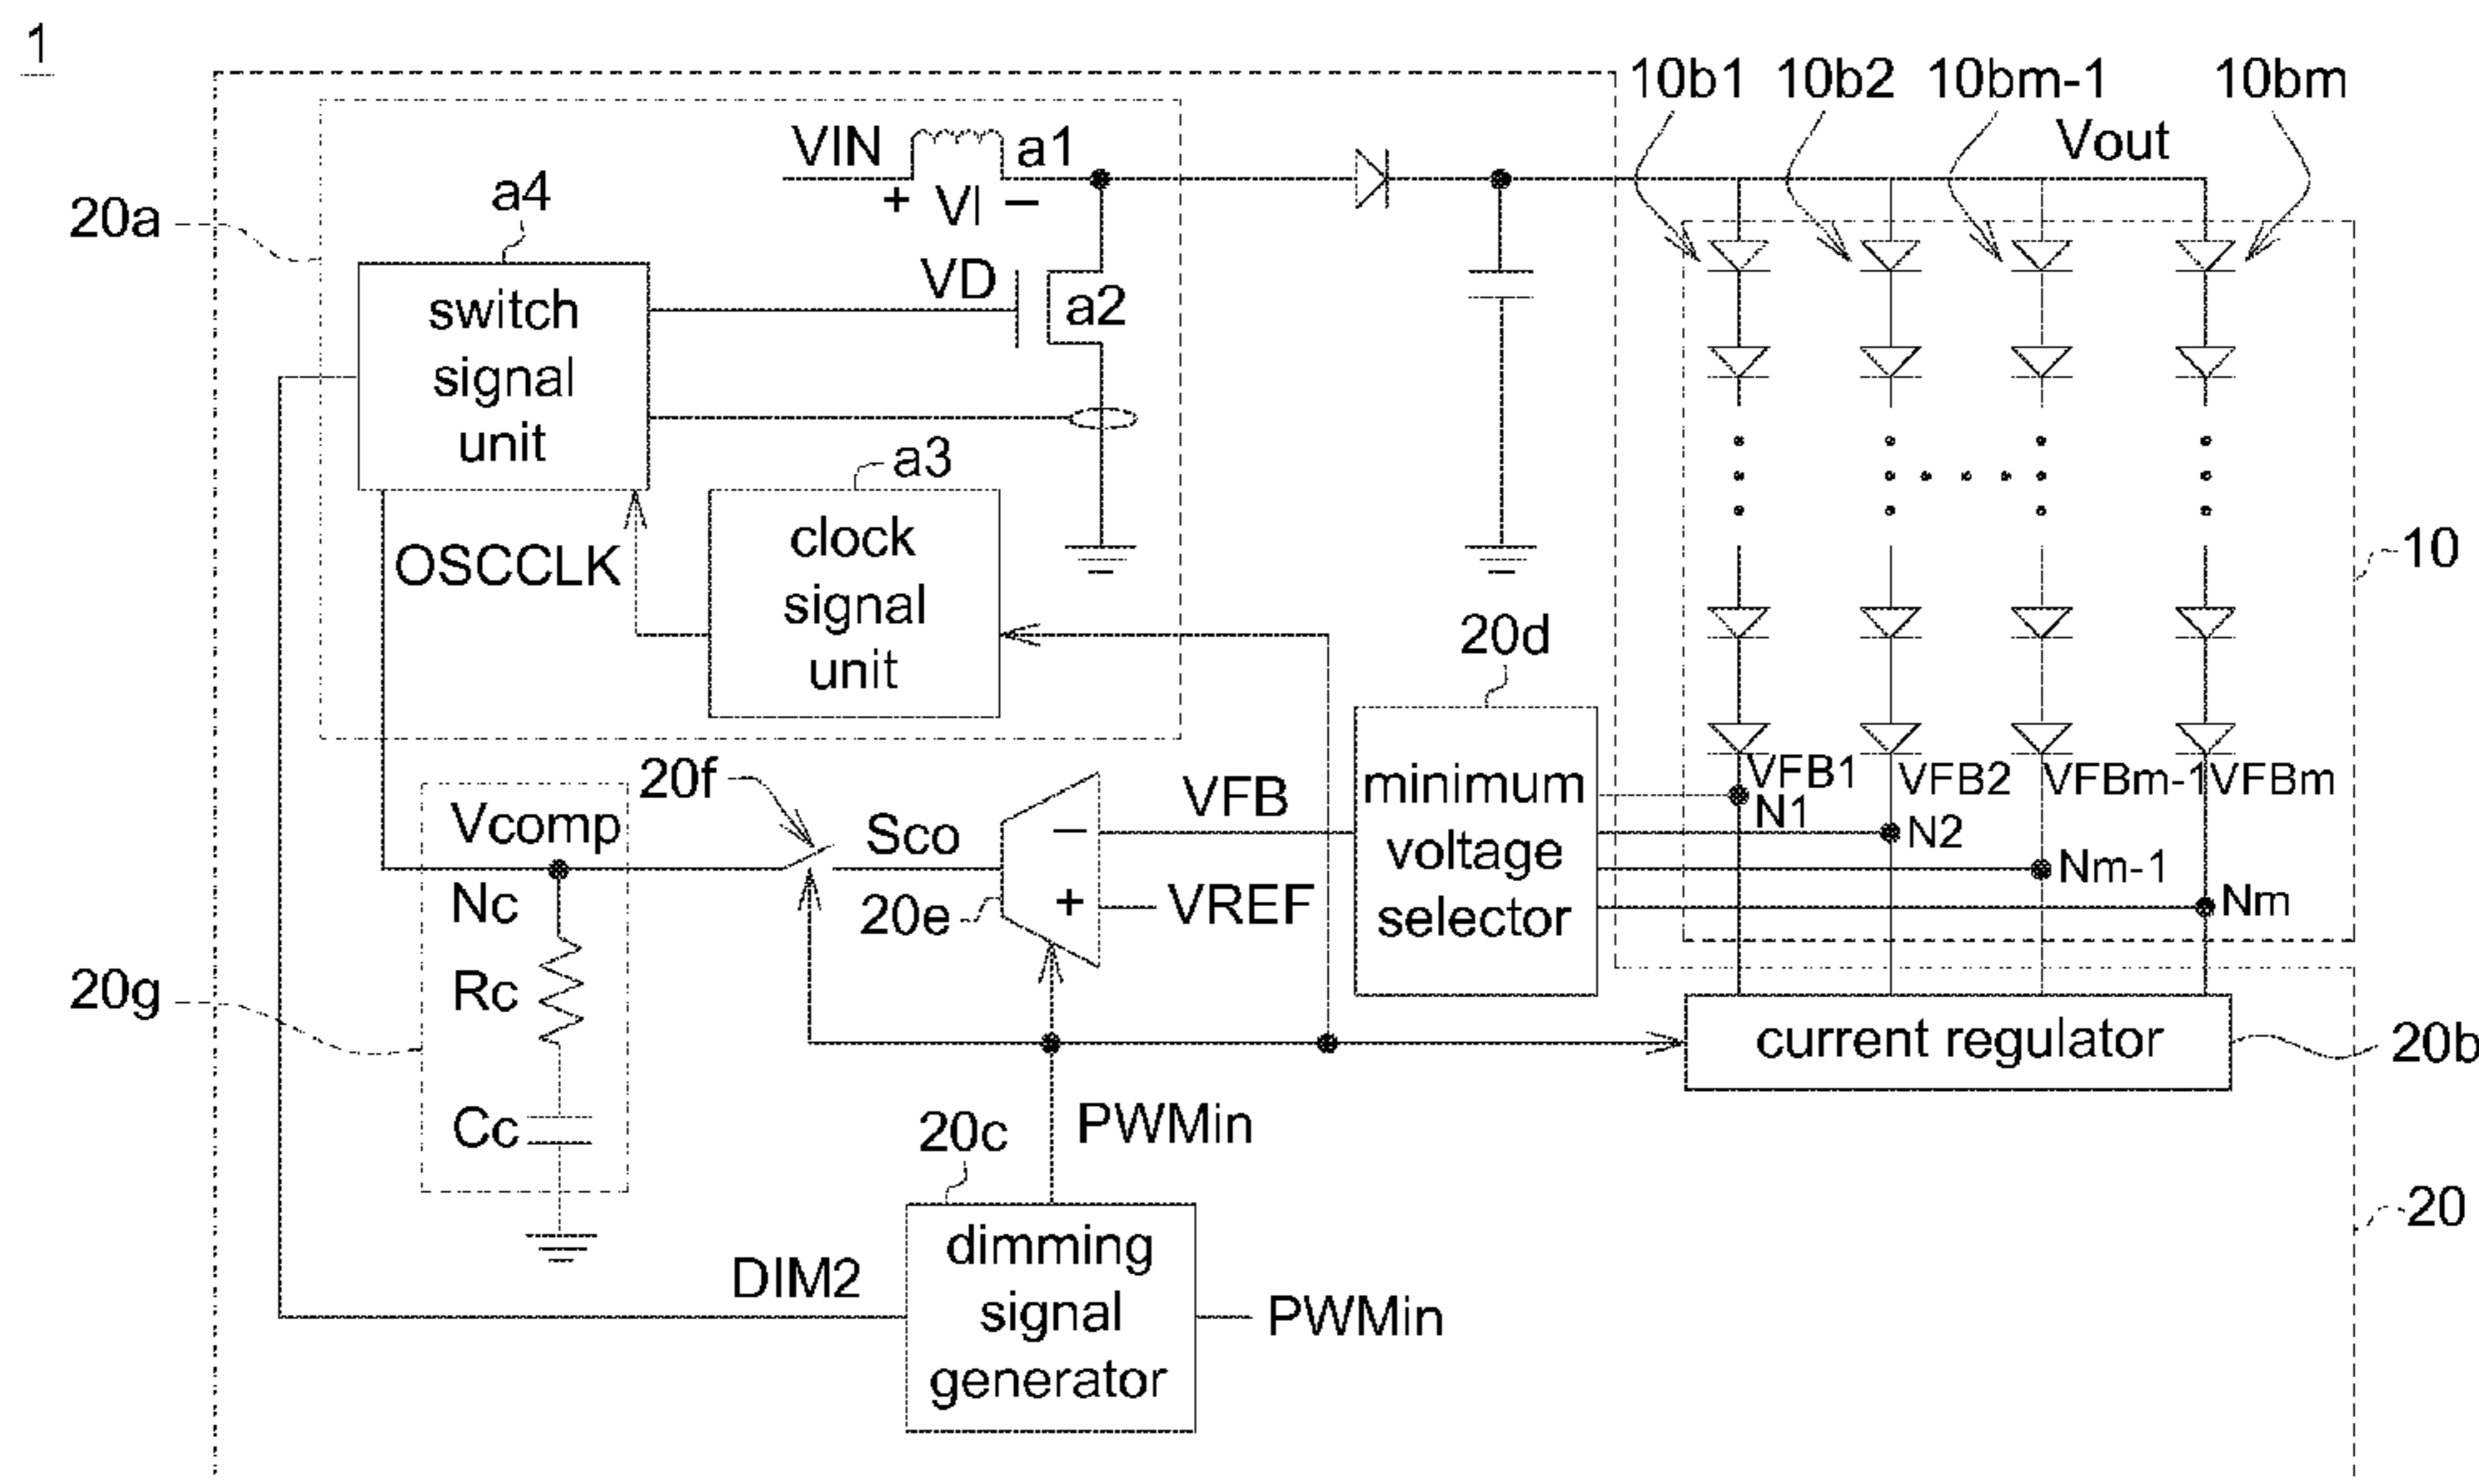 1
10b1 10b2 10bm-1 10bm
VIN a1 Vout
+ VI −
a4
20a
VD
a2
switch
signal
unit
a3
clock
signal
unit
OSCCLK
10
20d
minimum
voltage
selector
VFB1 VFB2 VFBm-1 VFBm
N1
N2
Nm-1
Nm
20f
Vcomp
Sco
−
VFB
+
VREF
20e
Nc
Rc
20g
Cc
current regulator
20b
20c
PWMin
20
DIM2
dimming
signal
generator
PWMin